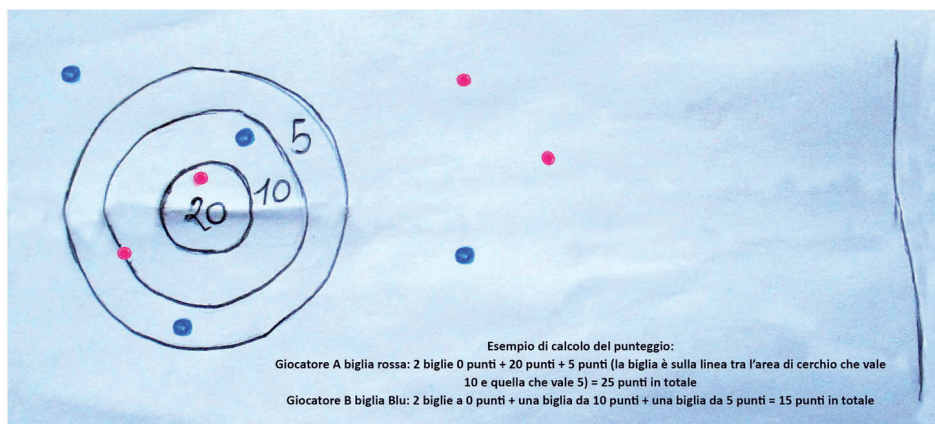 5
10
20
Esempio di calcolo del punteggio:
Giocatore A biglia rossa: 2 biglie 0 punti + 20 punti + 5 punti (la biglia è sulla linea tra l'area di cerchio che vale
10 e quella che vale 5) = 25 punti in totale
Giocatore B biglia Blu: 2 biglie a 0 punti + una biglia da 10 punti + una biglia da 5 punti = 15 punti in totale